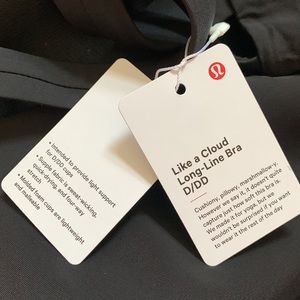 • Intended to provide light support
for D/DD cups
• Supple fabric is sweat-wicking,
quick-drying, and four-way
stretch
• Molded foam cups are lightweight
and malleable
Like a Cloud
Long-Line Bra
D/DD
Cushiony, pillowy, marshmallow-y.
However we say it, it doesn't quite
capture just how soft this bra is.
We made it for yoga, but we
wouldn't be surprised if you want
to wear it the rest of the day